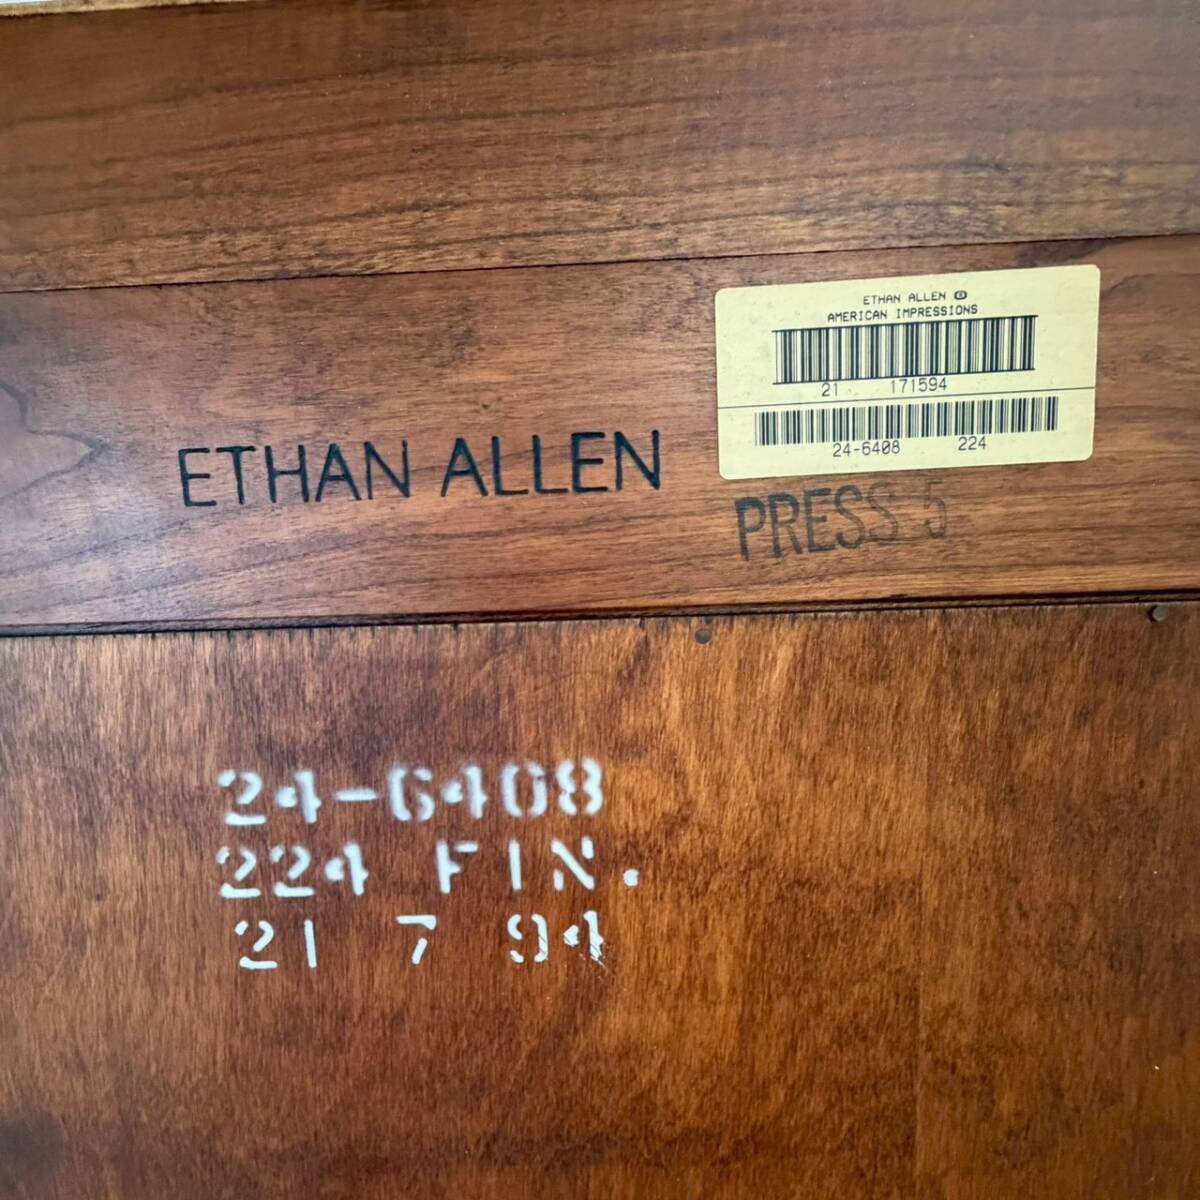 ETHAN ALLEN ®
AMERICAN IMPRESSIONS
21 171594
24-6408 224
ETHAN ALLEN
PRESS 5
24-6408
224 FIN.
21 7 94